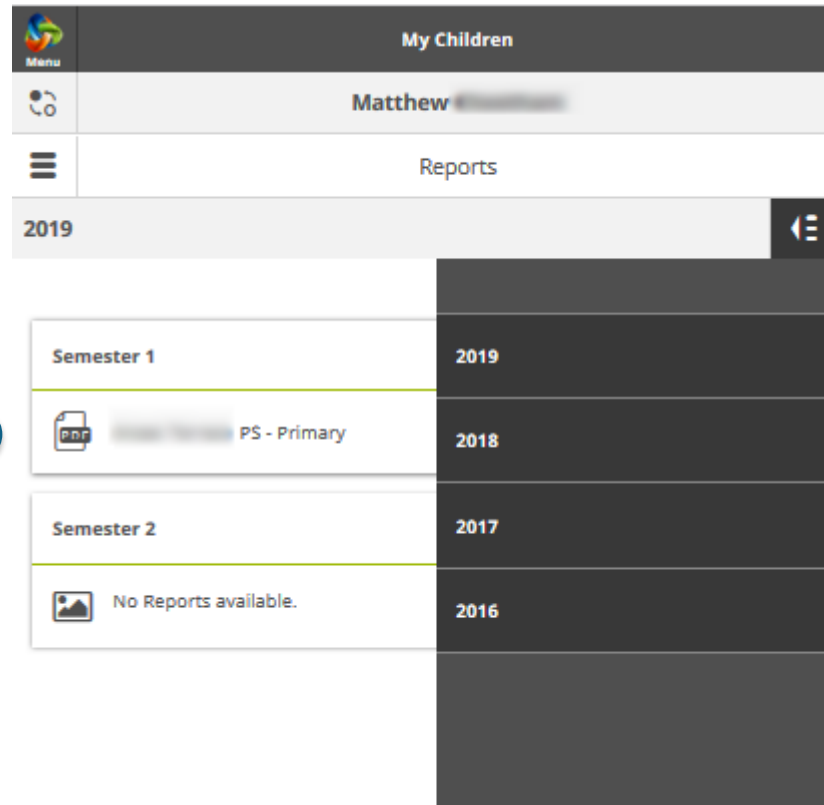 Menu
My Children
Matthew
Reports
2019
Semester 1
PDF
PS - Primary
Semester 2
No Reports available.
2019
2018
2017
2016